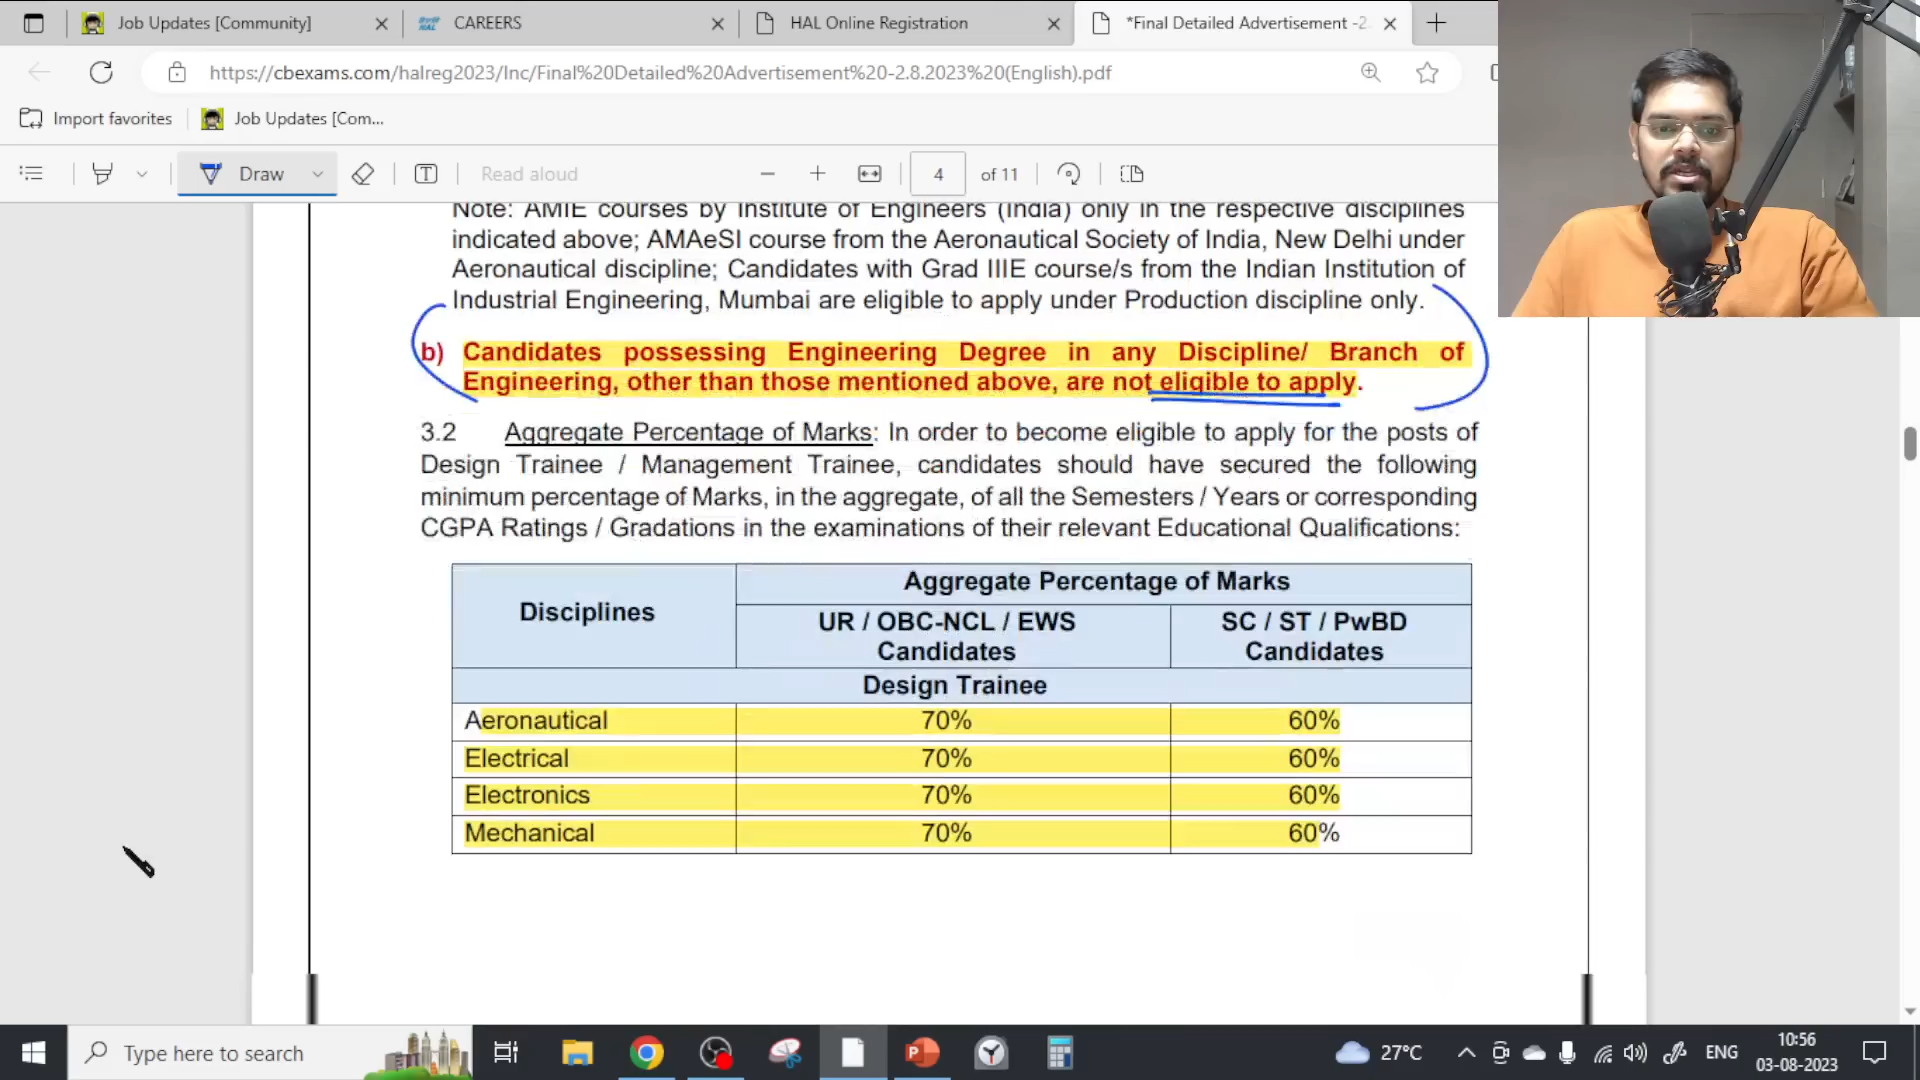 Job Updates [Community]
CAREERS
HAL Online Registration
*Final Detailed Advertisement -2
https://cbexams.com/halreg2023/Inc/Final%20Detailed%20Advertisement%20-2.8.2023%20(English).pdf
Import favorites
Job Updates [Com...
Draw
T
Read aloud
4
of 11
Note: AMIE courses by Institute of Engineers (India) only in the respective disciplines
indicated above; AMAeSI course from the Aeronautical Society of India, New Delhi under
Aeronautical discipline; Candidates with Grad IIIE course/s from the Indian Institution of
Industrial Engineering, Mumbai are eligible to apply under Production discipline only.
b) Candidates possessing Engineering Degree in any Discipline/ Branch of
Engineering, other than those mentioned above, are not eligible to apply.
3.2 Aggregate Percentage of Marks: In order to become eligible to apply for the posts of
Design Trainee / Management Trainee, candidates should have secured the following
minimum percentage of Marks, in the aggregate, of all the Semesters / Years or corresponding
CGPA Ratings / Gradations in the examinations of their relevant Educational Qualifications:
Disciplines
Aggregate Percentage of Marks
UR / OBC-NCL / EWS
Candidates
SC / ST / PwBD
Candidates
Design Trainee
Aeronautical 70% 60%
Electrical 70% 60%
Electronics 70% 60%
Mechanical 70% 60%
Type here to search
27°C
ENG
10:56
03-08-2023